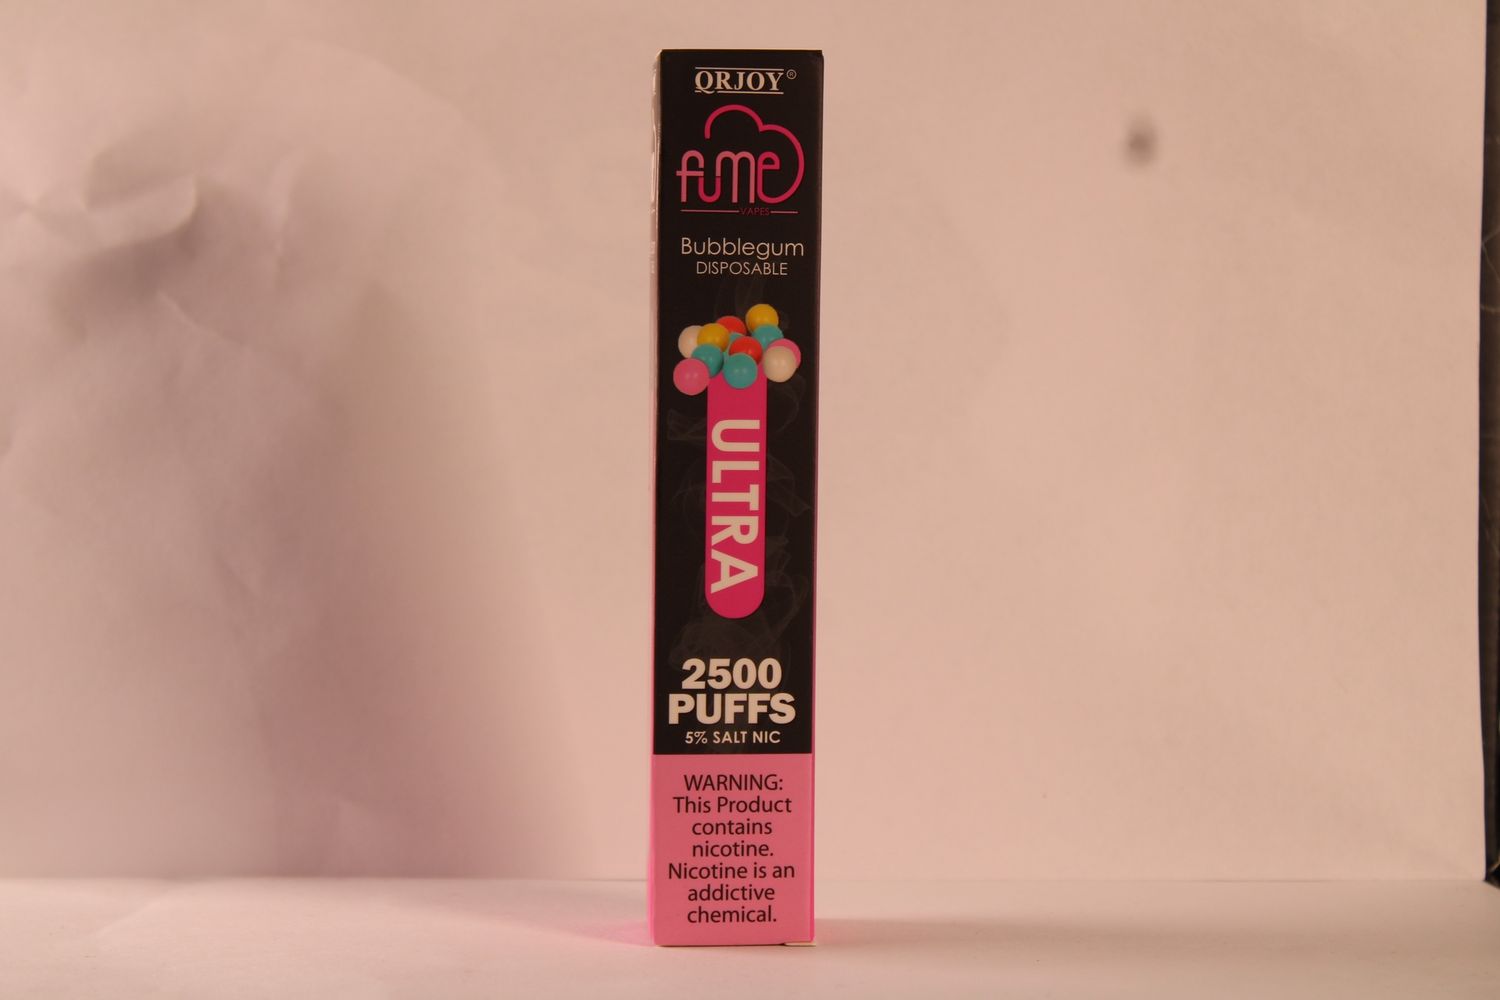 QRJOY®
fume
VAPES
Bubblegum
DISPOSABLE
ULTRA
2500
PUFFS
5% SALT NIC
WARNING:
This Product
contains
nicotine.
Nicotine is an
addictive
chemical.